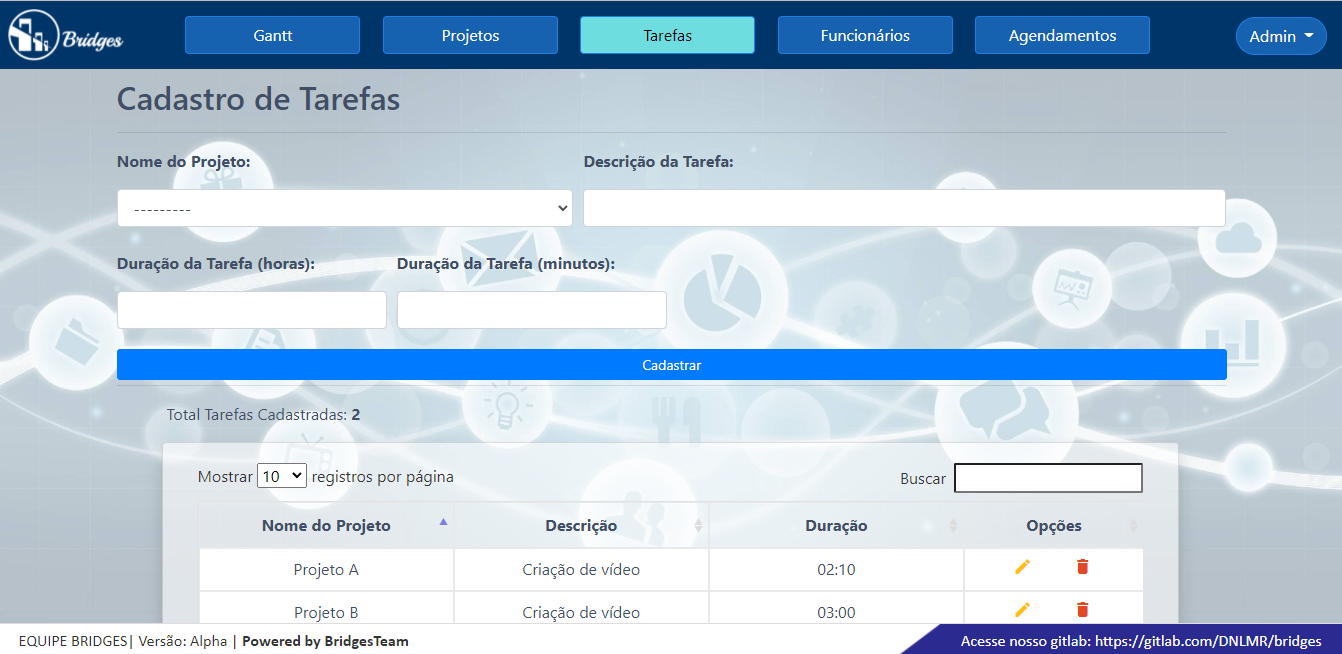 Bridges Gantt Projetos Tarefas Funcionários Agendamentos Admin
Cadastro de Tarefas
Nome do Projeto: Descrição da Tarefa:
---------
Duração da Tarefa (horas): Duração da Tarefa (minutos):
Cadastrar
Total Tarefas Cadastradas: 2
Mostrar 10 registros por página Buscar
Nome do Projeto Descrição Duração Opções
Projeto A Criação de vídeo 02:10
Projeto B Criação de vídeo 03:00
EQUIPE BRIDGES| Versão: Alpha | Powered by BridgesTeam Acesse nosso gitlab: https://gitlab.com/DNLMR/bridges